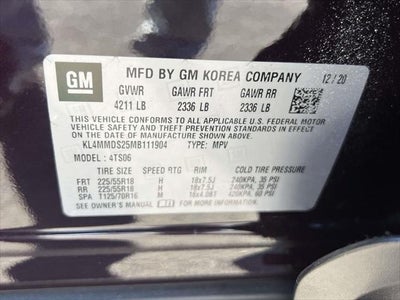 GM
MFD BY GM KOREA COMPANY 12/20
GVWR GAWR FRT GAWR RR
4211 LB 2336 LB 2336 LB
THIS VEHICLE CONFORMS TO ALL APPLICABLE U.S. FEDERAL MOTOR
VEHICLE SAFETY, BUMPER, AND THEFT PREVENTION STANDARDS IN
EFFECT ON THE DATE OF MANUFACTURE SHOWN ABOVE.
KL4MMDS25MB111904 TYPE: MPV
MODEL: 4TS06
TIRE SIZE SPEED RTG RIM COLD TIRE PRESSURE
FRT 225/55R18 H 18x7.5J 240KPA, 35 PSI
RR 225/55R18 H 18x7.5J 240KPA, 35 PSI
SPA T125/70R16 M 16x4.0BT 420KPA, 60 PSI
SEE OWNER'S MANUAL FOR MORE INFORMATION.